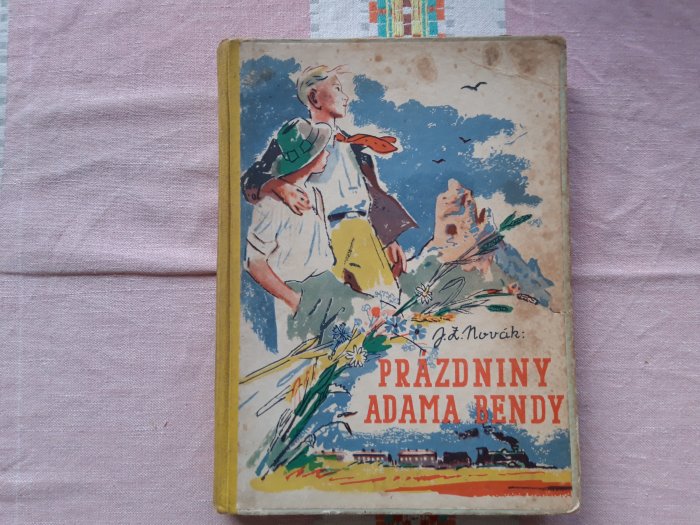 J. Z. Novák:
PRÁZDNINY
ADAMA BENDY